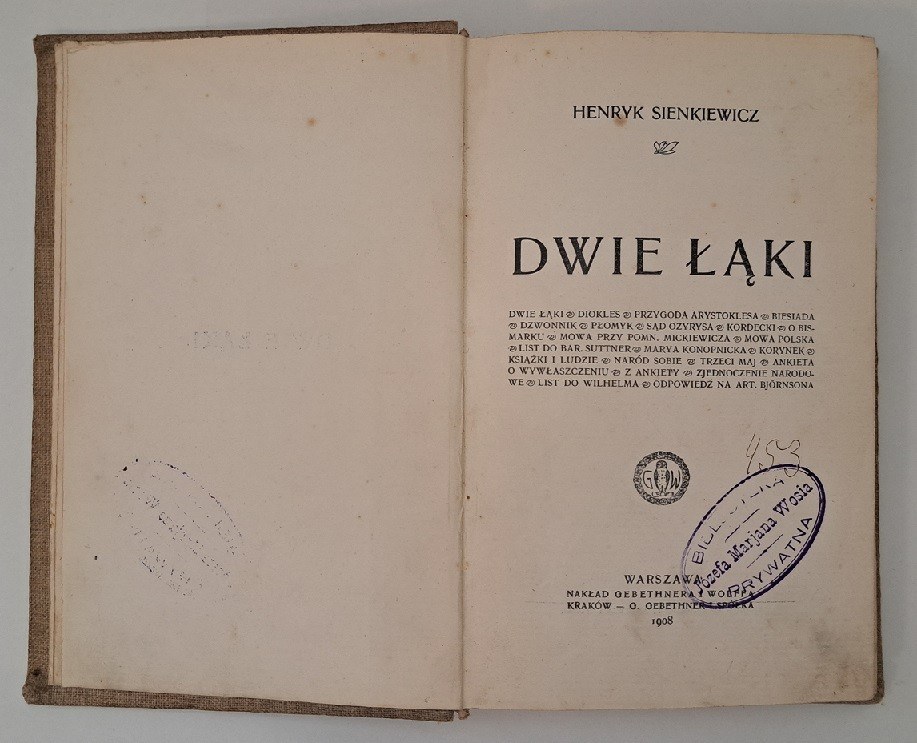 HENRYK SIENKIEWICZ
DWIE ŁĄKI
DWIE ŁĄKI DIOKLES PRZYGODA ARYSTOKLESA BIESIADA
DZWONNIK PŁOMYK SĄD OZYRYSA KORDECKI O BIS-
MARKU MOWA PRZY POMN. MICKIEWICZA MOWA POLSKA
LIST DO BAR. SUTTNER MARYA KONOPNICKA KORYNEK
KSIĄŻKI I LUDZIE NARÓD SOBIE TRZECI MAJ ANKIETA
O WYWŁASZCZENIU Z ANKIETY ZJEDNOCZENIE NARODO-
WE LIST DO WILHELMA ODPOWIEDŹ NA ART. BJÖRNSONA
453
G W
BIBLIOTEKA
Józefa Marjana Wosia
PRYWATNA
WARSZAWA
NAKŁAD GEBETHNERA I WOLFFA
KRAKÓW — G. GEBETHNER I SPÓŁKA
1908